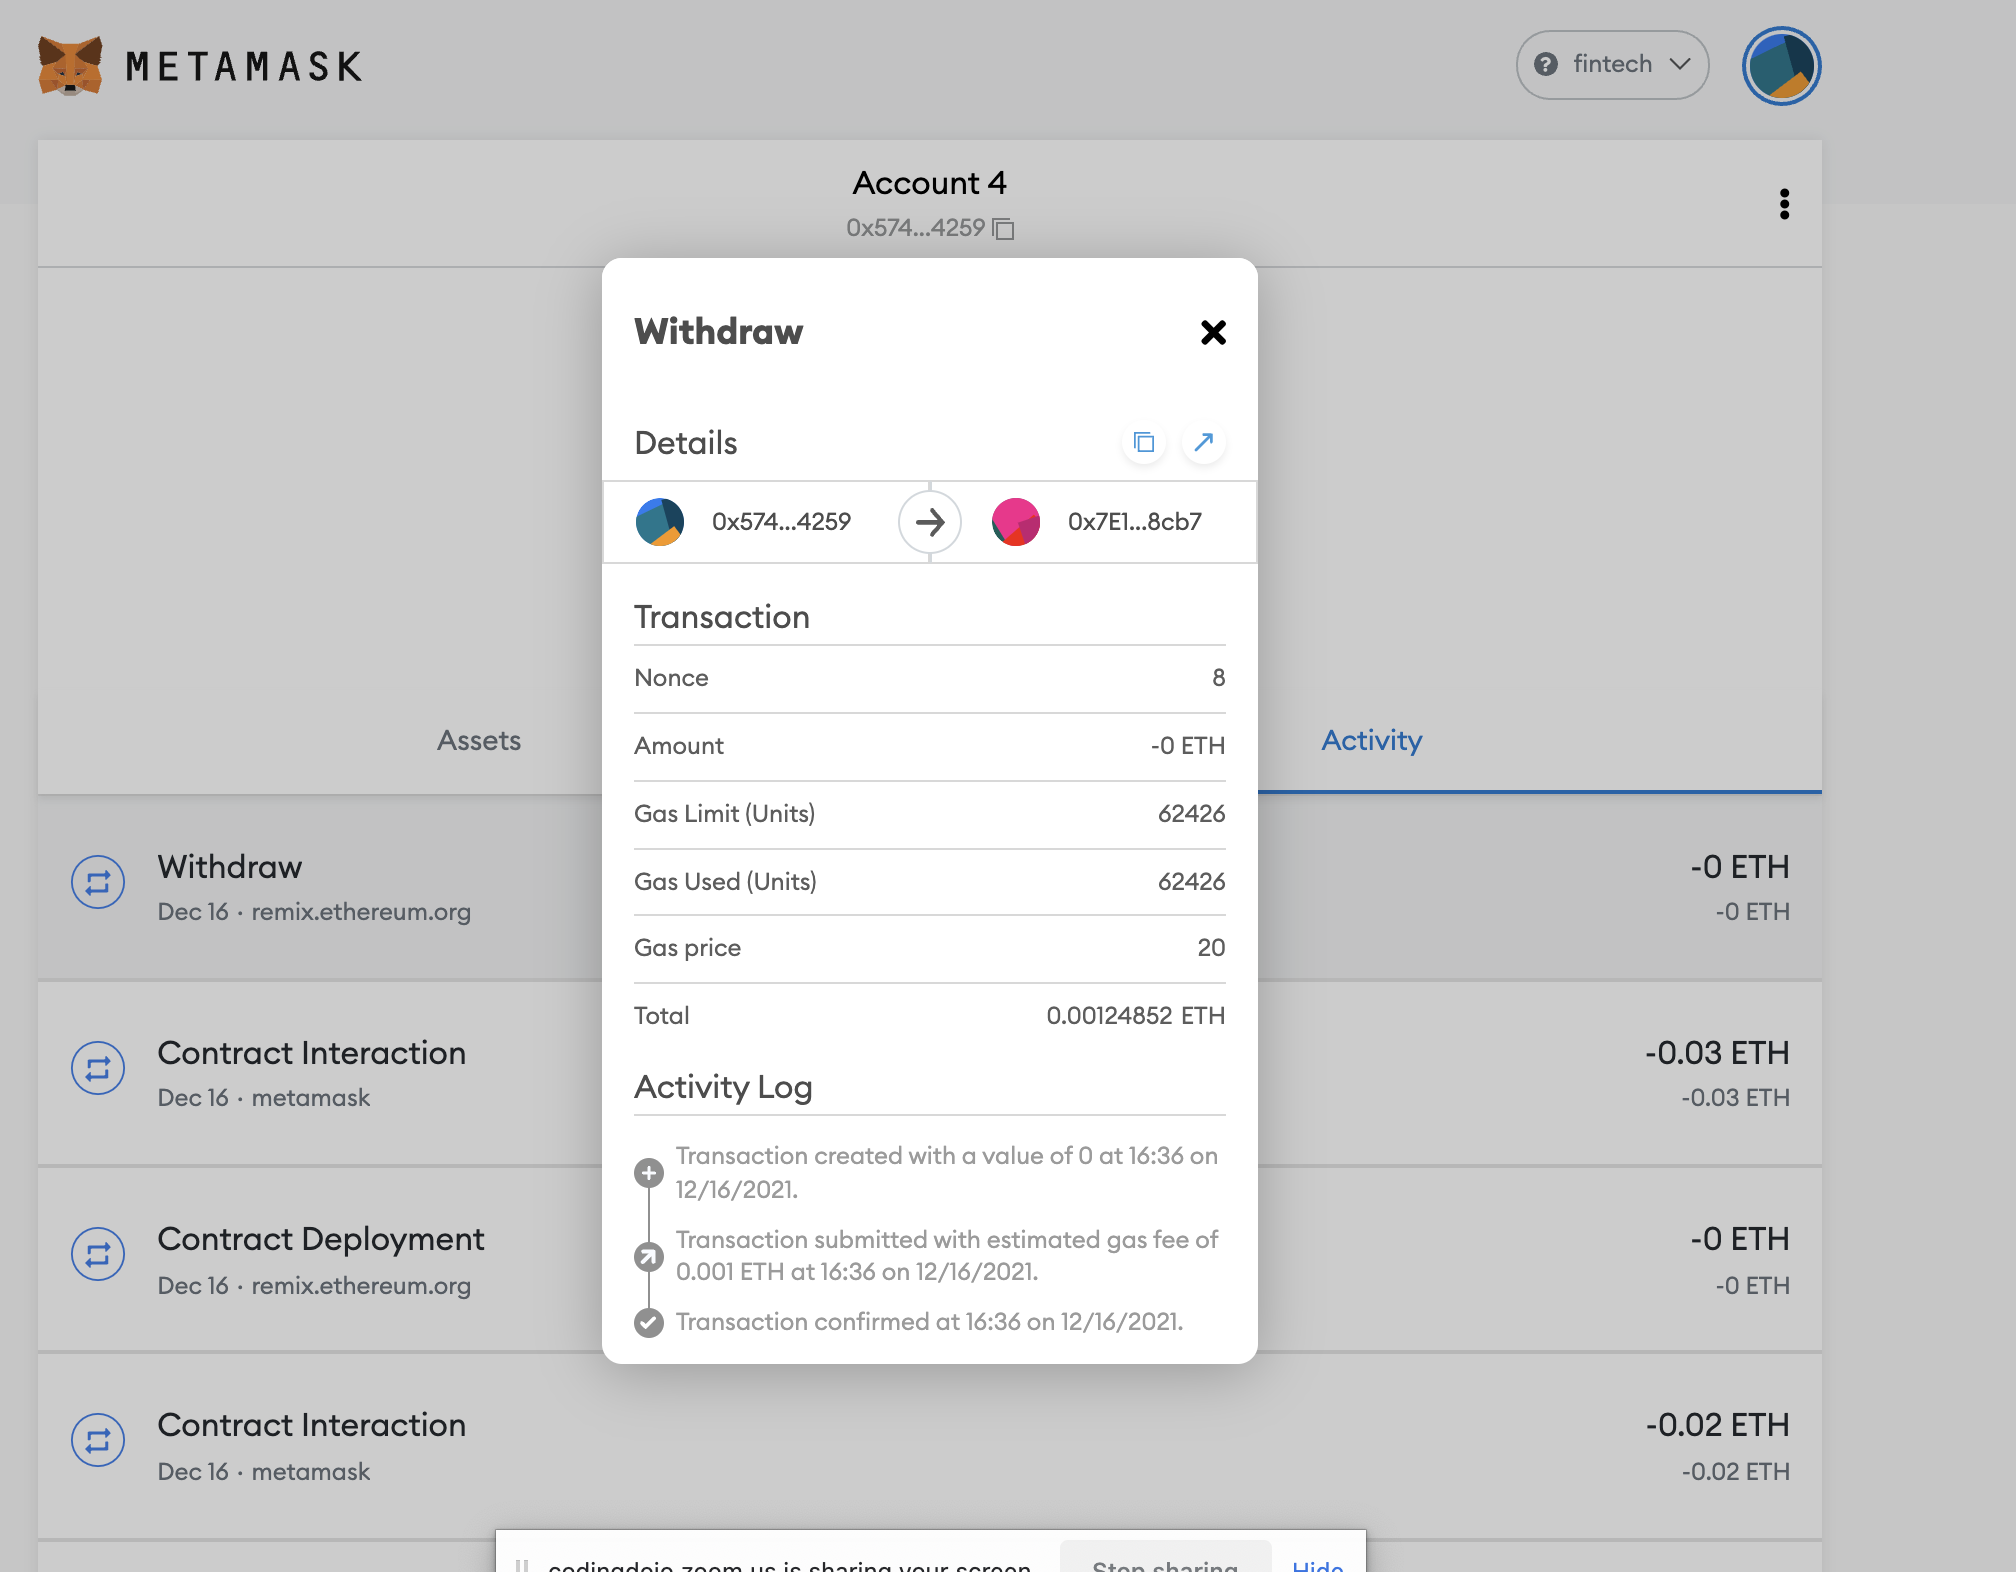 METAMASK
fintech
Account 4
0x574...4259
Withdraw
Details
0x574...4259
0x7E1...8cb7
Transaction
Nonce 8
Amount -0 ETH
Gas Limit (Units) 62426
Gas Used (Units) 62426
Gas price 20
Total 0.00124852 ETH
Activity Log
Transaction created with a value of 0 at 16:36 on
12/16/2021.
Transaction submitted with estimated gas fee of
0.001 ETH at 16:36 on 12/16/2021.
Transaction confirmed at 16:36 on 12/16/2021.
Assets
Activity
Withdraw
Dec 16 · remix.ethereum.org
-0 ETH
-0 ETH
Contract Interaction
Dec 16 · metamask
-0.03 ETH
-0.03 ETH
Contract Deployment
Dec 16 · remix.ethereum.org
-0 ETH
-0 ETH
Contract Interaction
Dec 16 · metamask
-0.02 ETH
-0.02 ETH
codingdojo.zoom.us is sharing your screen.
Stop sharing
Hide